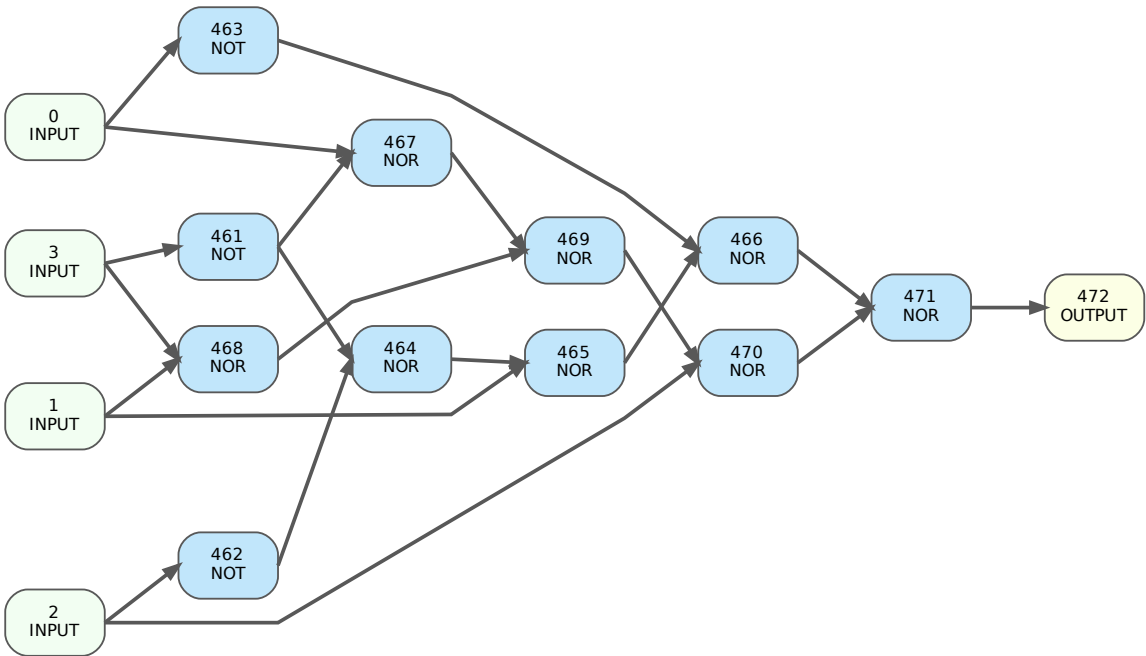 463
NOT
0
INPUT
467
NOR
3
INPUT
461
NOT
469
NOR
466
NOR
471
NOR
472
OUTPUT
468
NOR
464
NOR
465
NOR
470
NOR
1
INPUT
462
NOT
2
INPUT